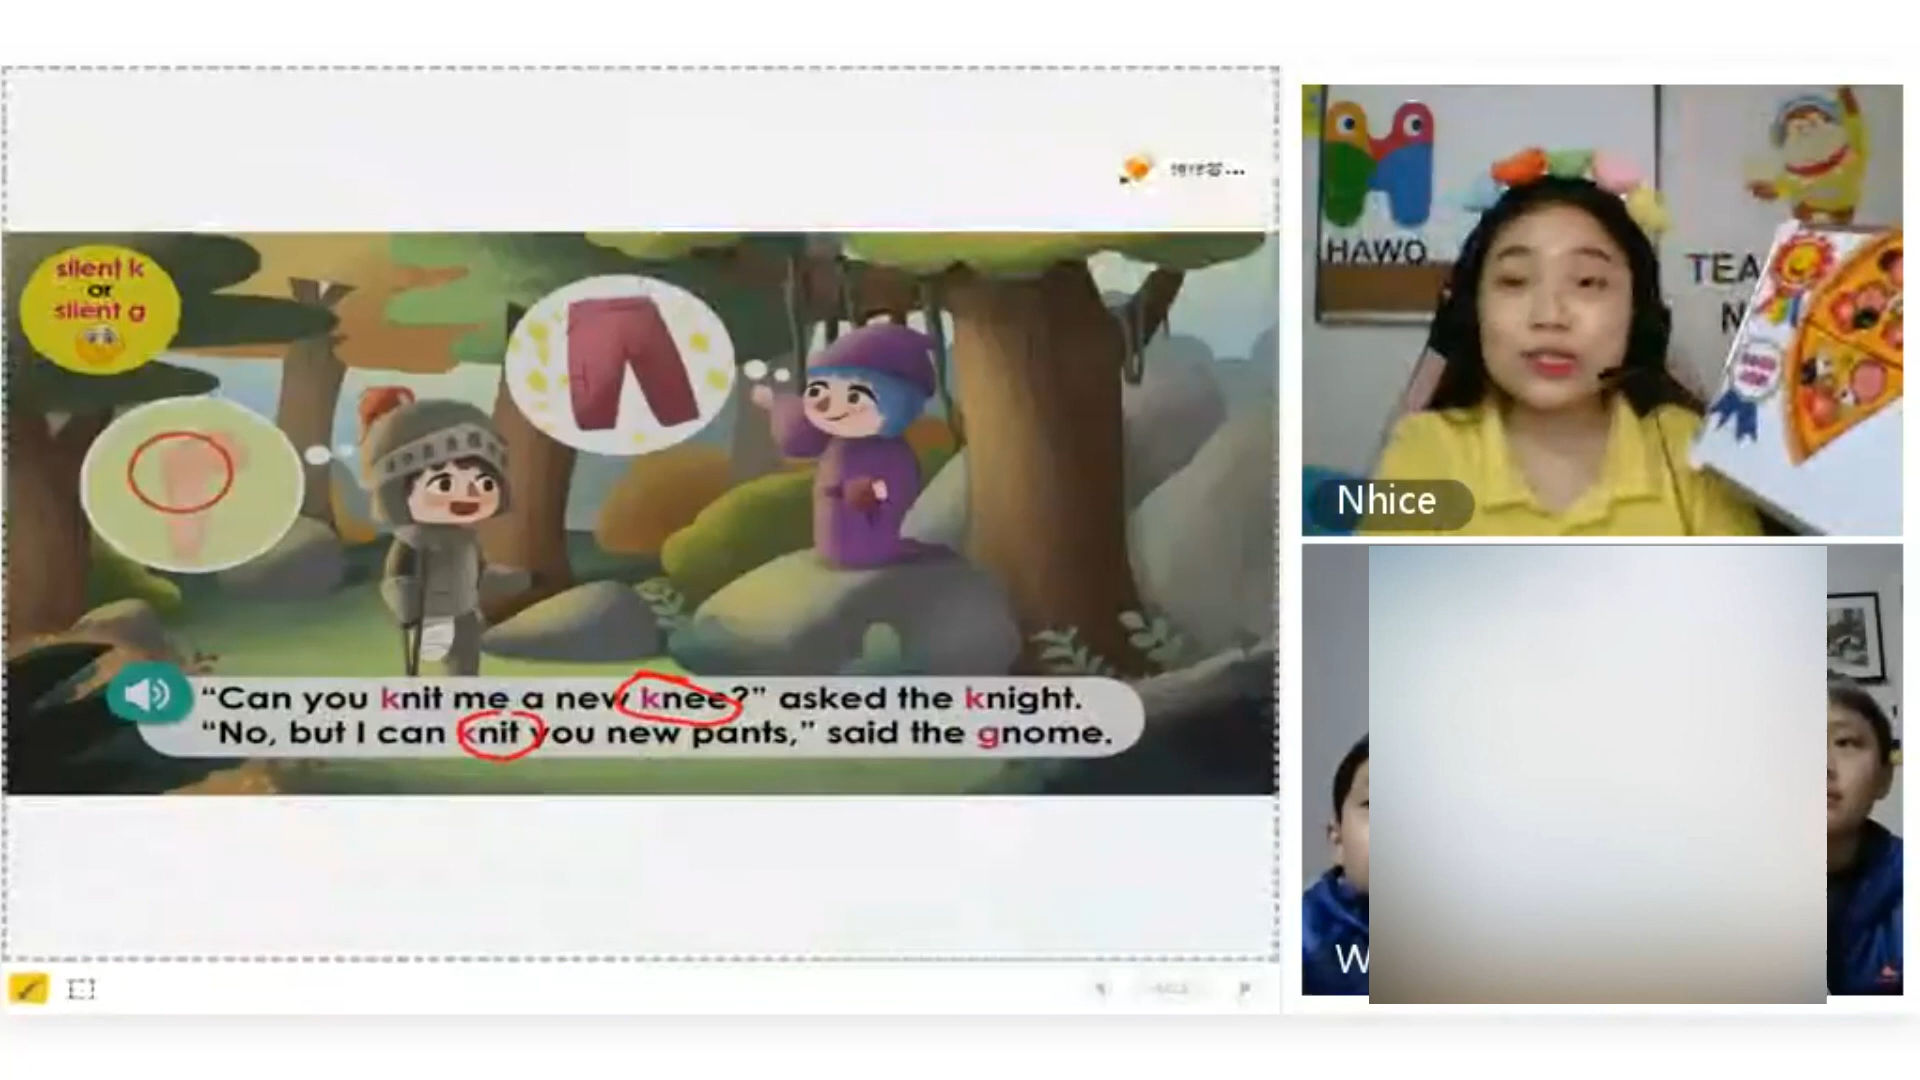 silent k
or
silent g
"Can you knit me a new knee?" asked the knight.
"No, but I can knit you new pants," said the gnome.
HAWO
TEA
N
Nhice
W